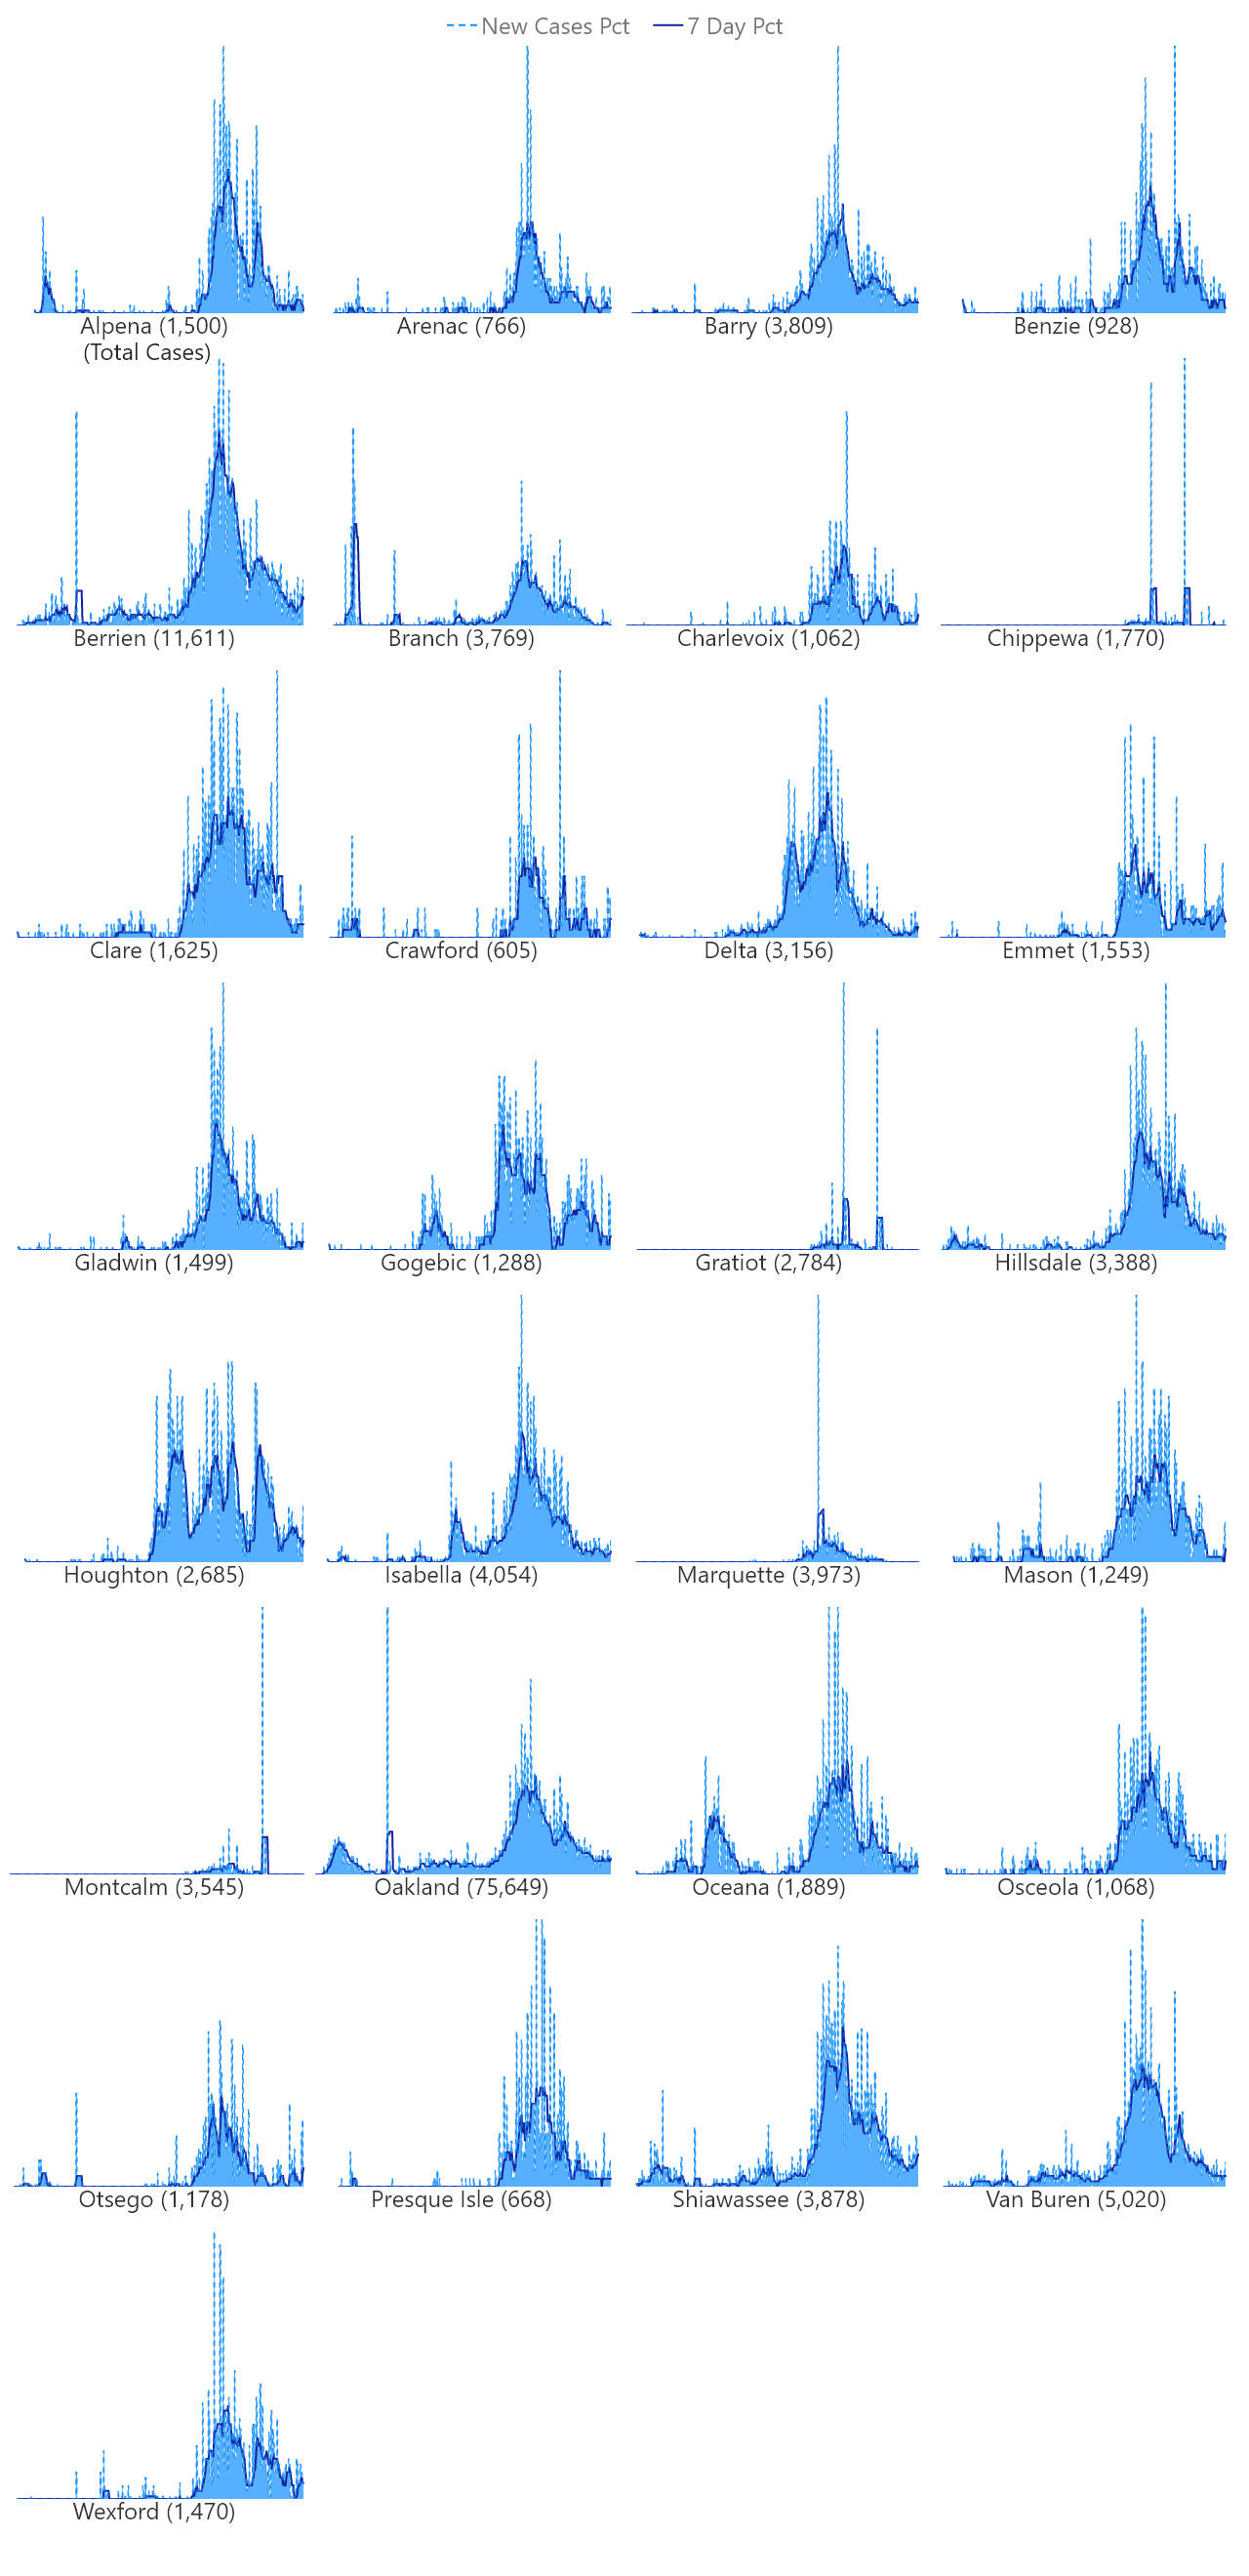 New Cases Pct 7 Day Pct
Alpena (1,500) Arenac (766) Barry (3,809) Benzie (928)
(Total Cases)
Berrien (11,611) Branch (3,769) Charlevoix (1,062) Chippewa (1,770)
Clare (1,625) Crawford (605) Delta (3,156) Emmet (1,553)
Gladwin (1,499) Gogebic (1,288) Gratiot (2,784) Hillsdale (3,388)
Houghton (2,685) Isabella (4,054) Marquette (3,973) Mason (1,249)
Montcalm (3,545) Oakland (75,649) Oceana (1,889) Osceola (1,068)
Otsego (1,178) Presque Isle (668) Shiawassee (3,878) Van Buren (5,020)
Wexford (1,470)